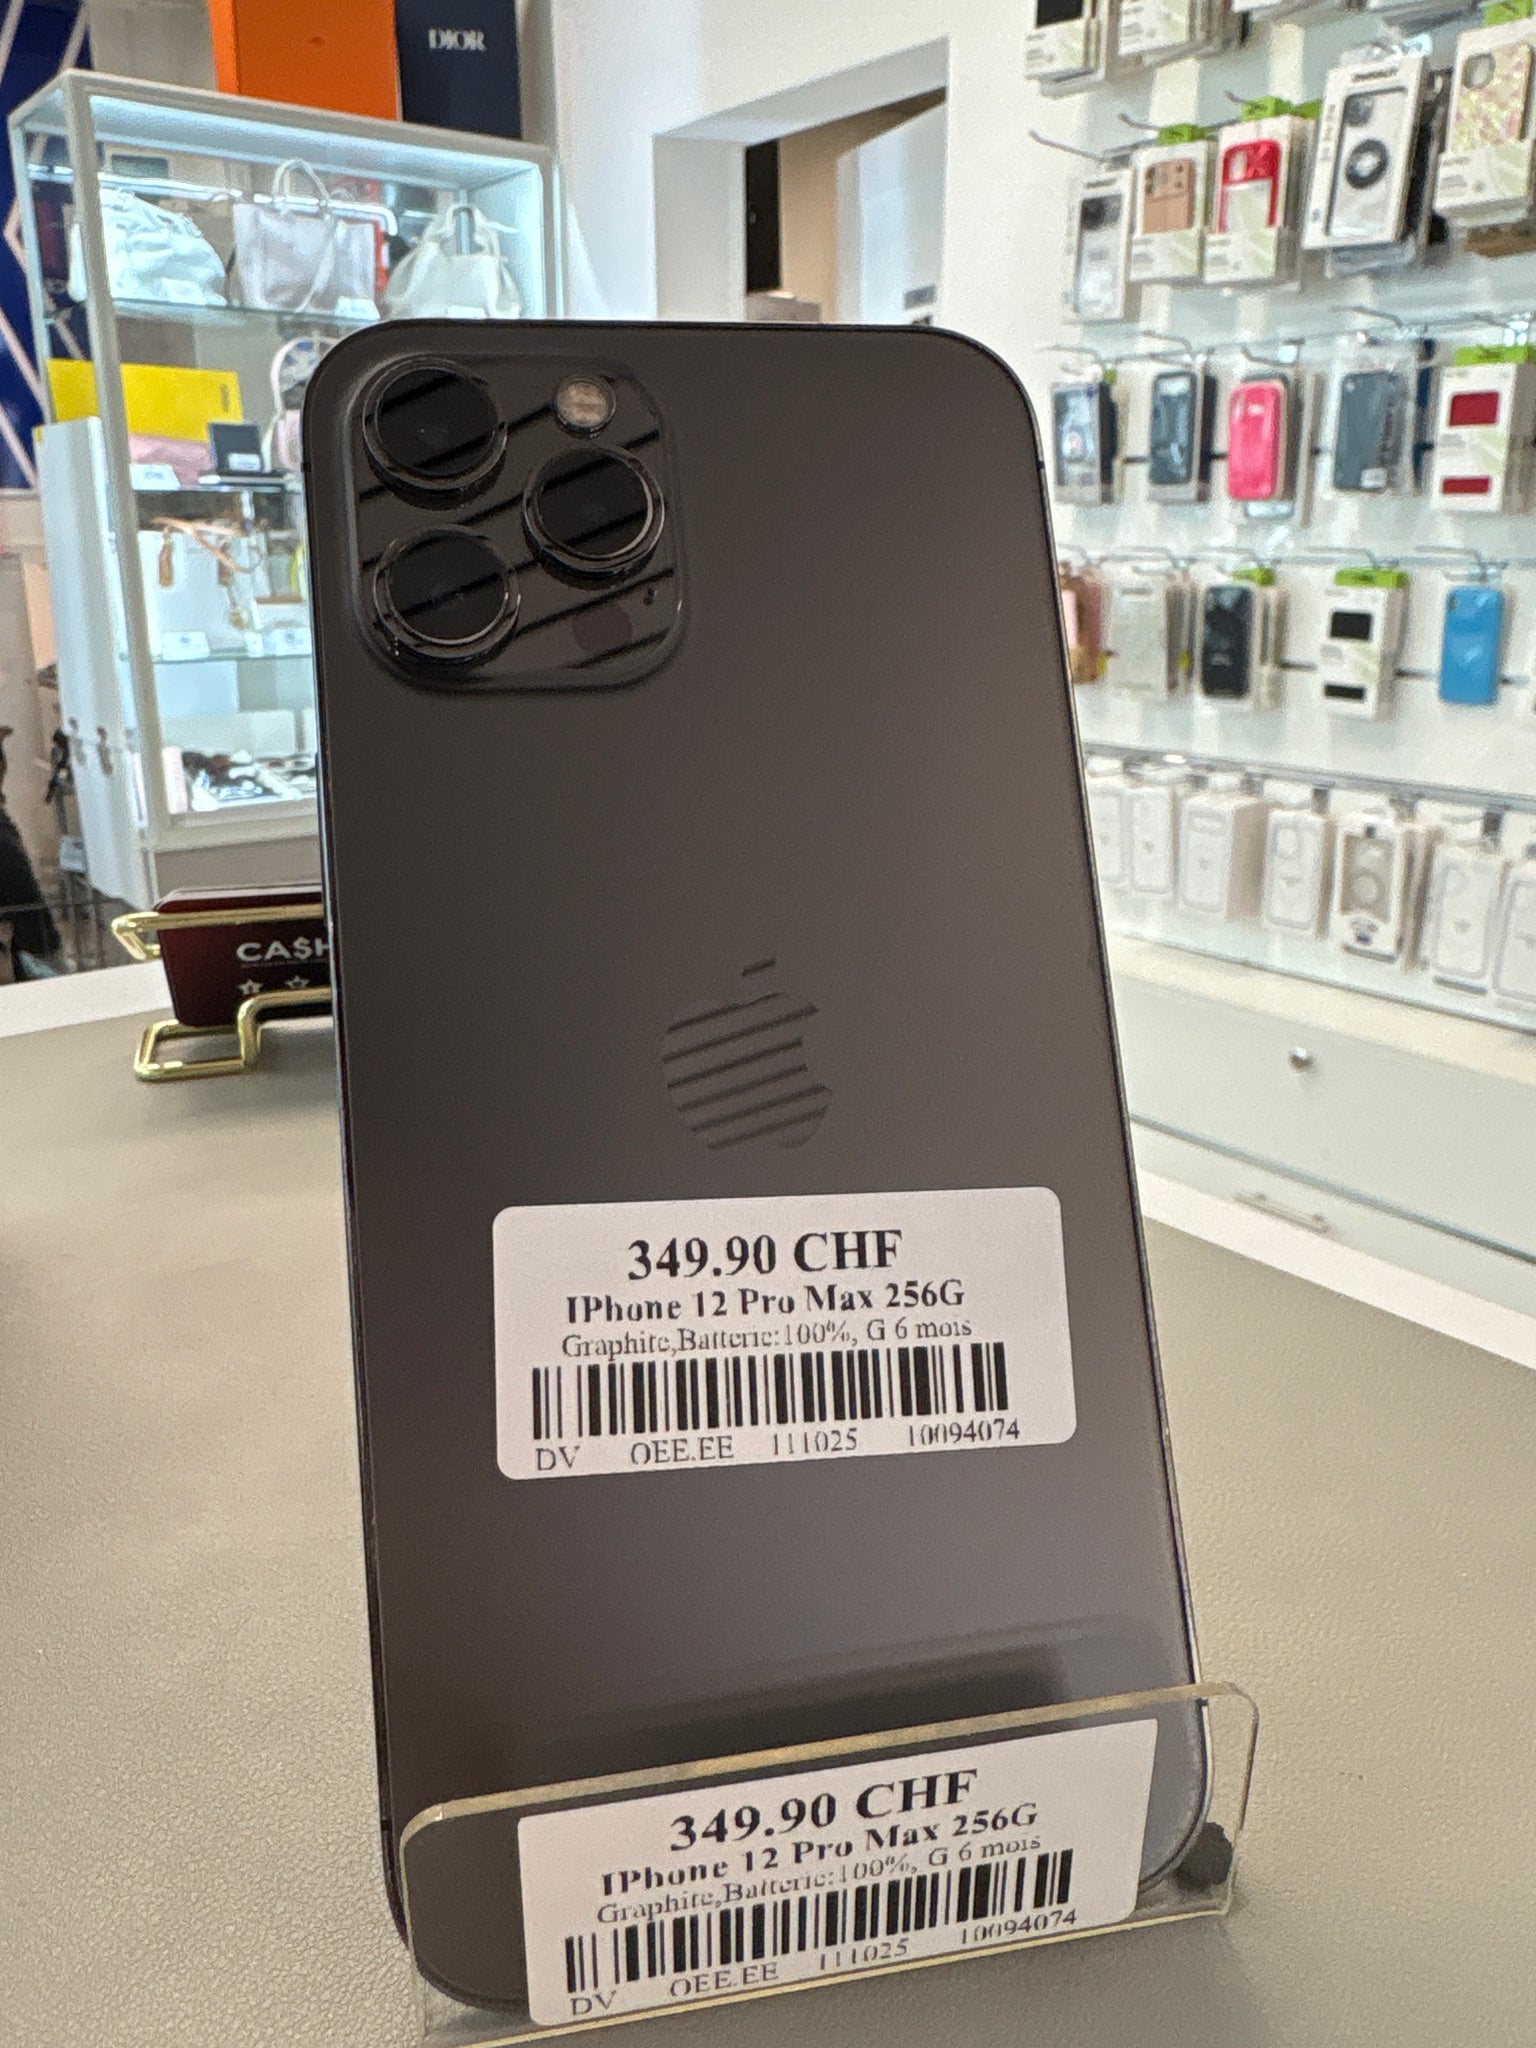 DIOR
CA$H
349.90 CHF
IPhone 12 Pro Max 256G
Graphite,Batterie:100%, G 6 mois
DV OEE.EE 111025 10094074
349.90 CHF
IPhone 12 Pro Max 256G
Graphite,Batterie:100%, G 6 mois
DV OEE.EE 111025 10094074